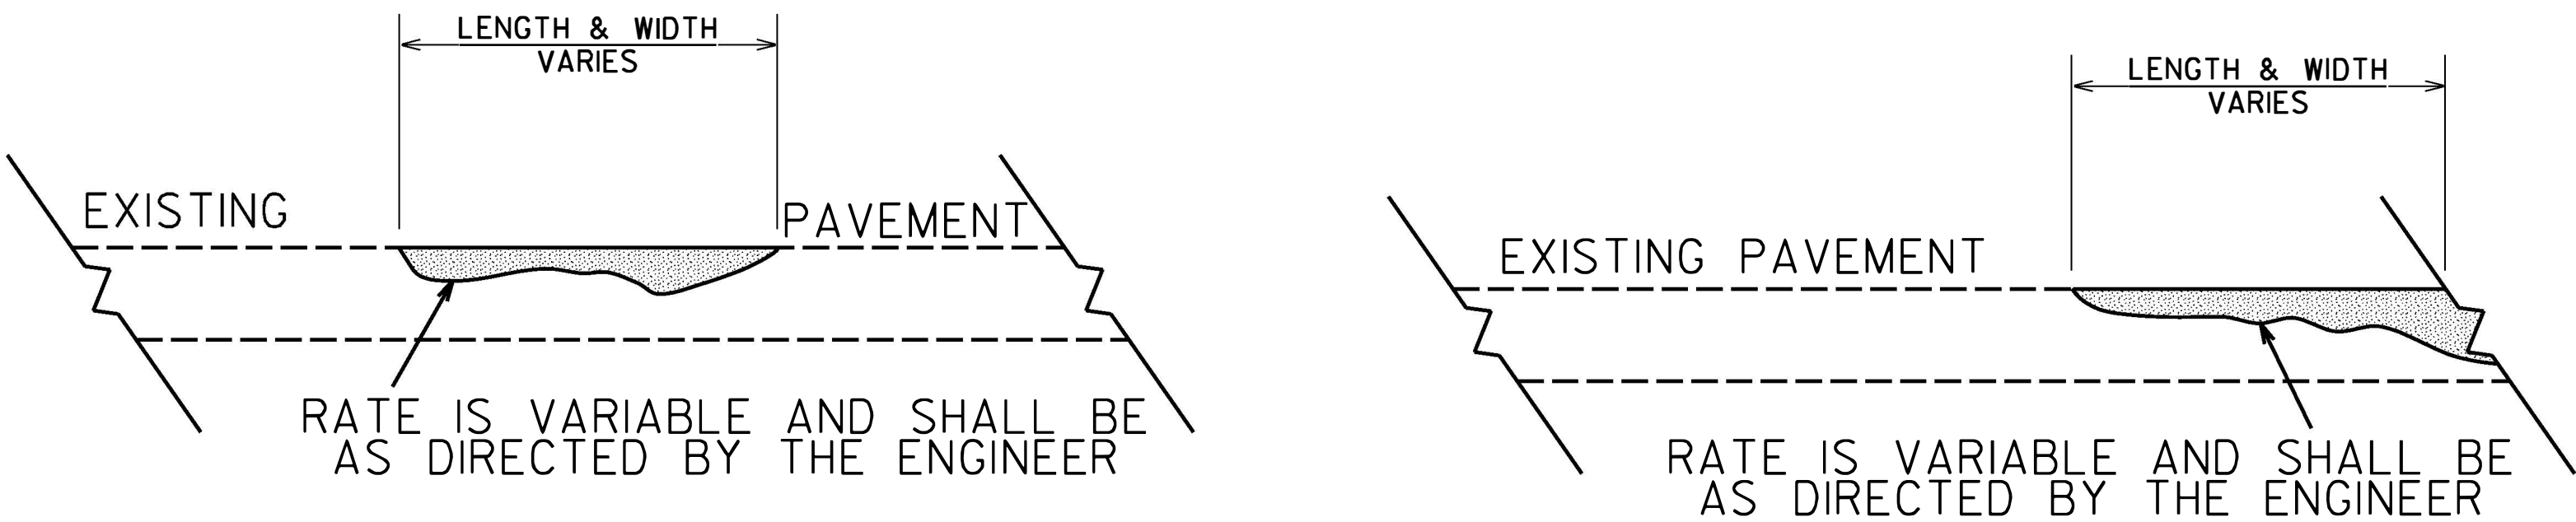 LENGTH & WIDTH
VARIES
EXISTING
PAVEMENT
RATE IS VARIABLE AND SHALL BE
AS DIRECTED BY THE ENGINEER
LENGTH & WIDTH
VARIES
EXISTING PAVEMENT
RATE IS VARIABLE AND SHALL BE
AS DIRECTED BY THE ENGINEER